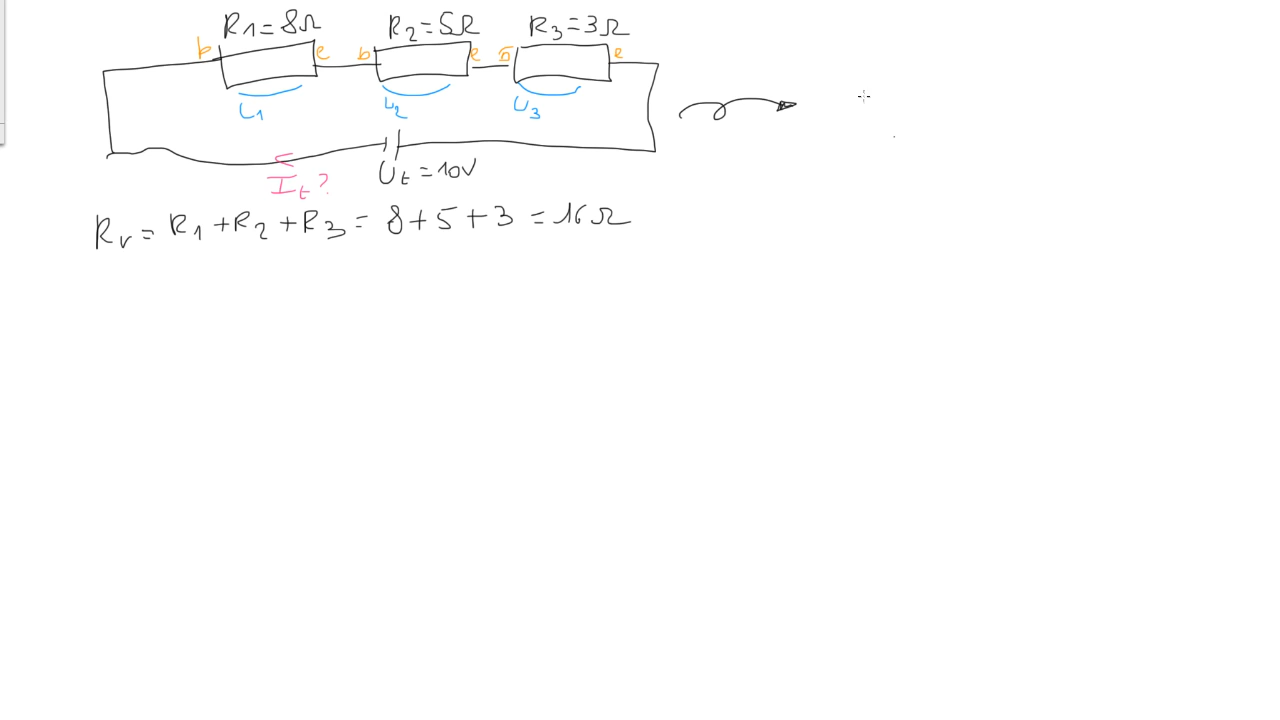 R1=8Ω R2=5Ω R3=3Ω
b e b e b e
U1 U2 U3
It? Ut=10V
Rv=R1+R2+R3=8+5+3=16Ω